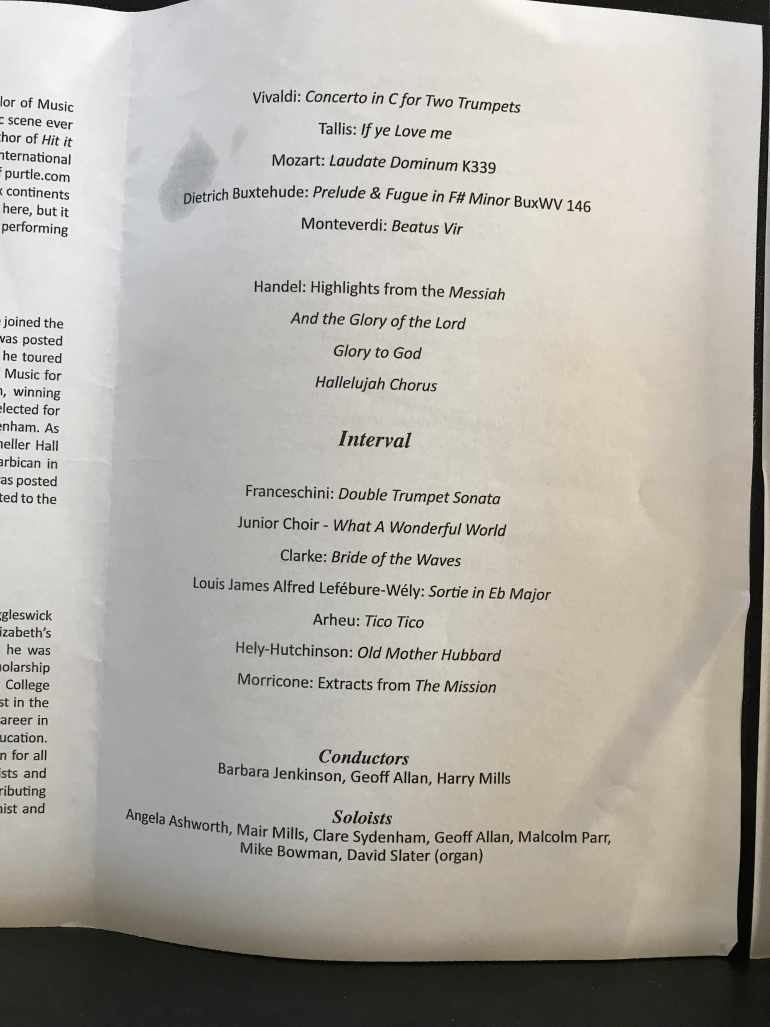 lor of Music
c scene ever
thor of Hit it
nternational
f purtle.com
x continents
here, but it
performing
joined the
was posted
he toured
Music for
n, winning
elected for
enham. As
neller Hall
arbican in
vas posted
ted to the
ggleswick
izabeth's
he was
holarship
College
st in the
areer in
ucation.
n for all
ists and
ributing
nist and
Vivaldi: Concerto in C for Two Trumpets
Tallis: If ye Love me
Mozart: Laudate Dominum K339
Dietrich Buxtehude: Prelude & Fugue in F# Minor BuxWV 146
Monteverdi: Beatus Vir
Handel: Highlights from the Messiah
And the Glory of the Lord
Glory to God
Hallelujah Chorus
Interval
Franceschini: Double Trumpet Sonata
Junior Choir - What A Wonderful World
Clarke: Bride of the Waves
Louis James Alfred Lefébure-Wély: Sortie in Eb Major
Arheu: Tico Tico
Hely-Hutchinson: Old Mother Hubbard
Morricone: Extracts from The Mission
Conductors
Barbara Jenkinson, Geoff Allan, Harry Mills
Soloists
Angela Ashworth, Mair Mills, Clare Sydenham, Geoff Allan, Malcolm Parr,
Mike Bowman, David Slater (organ)